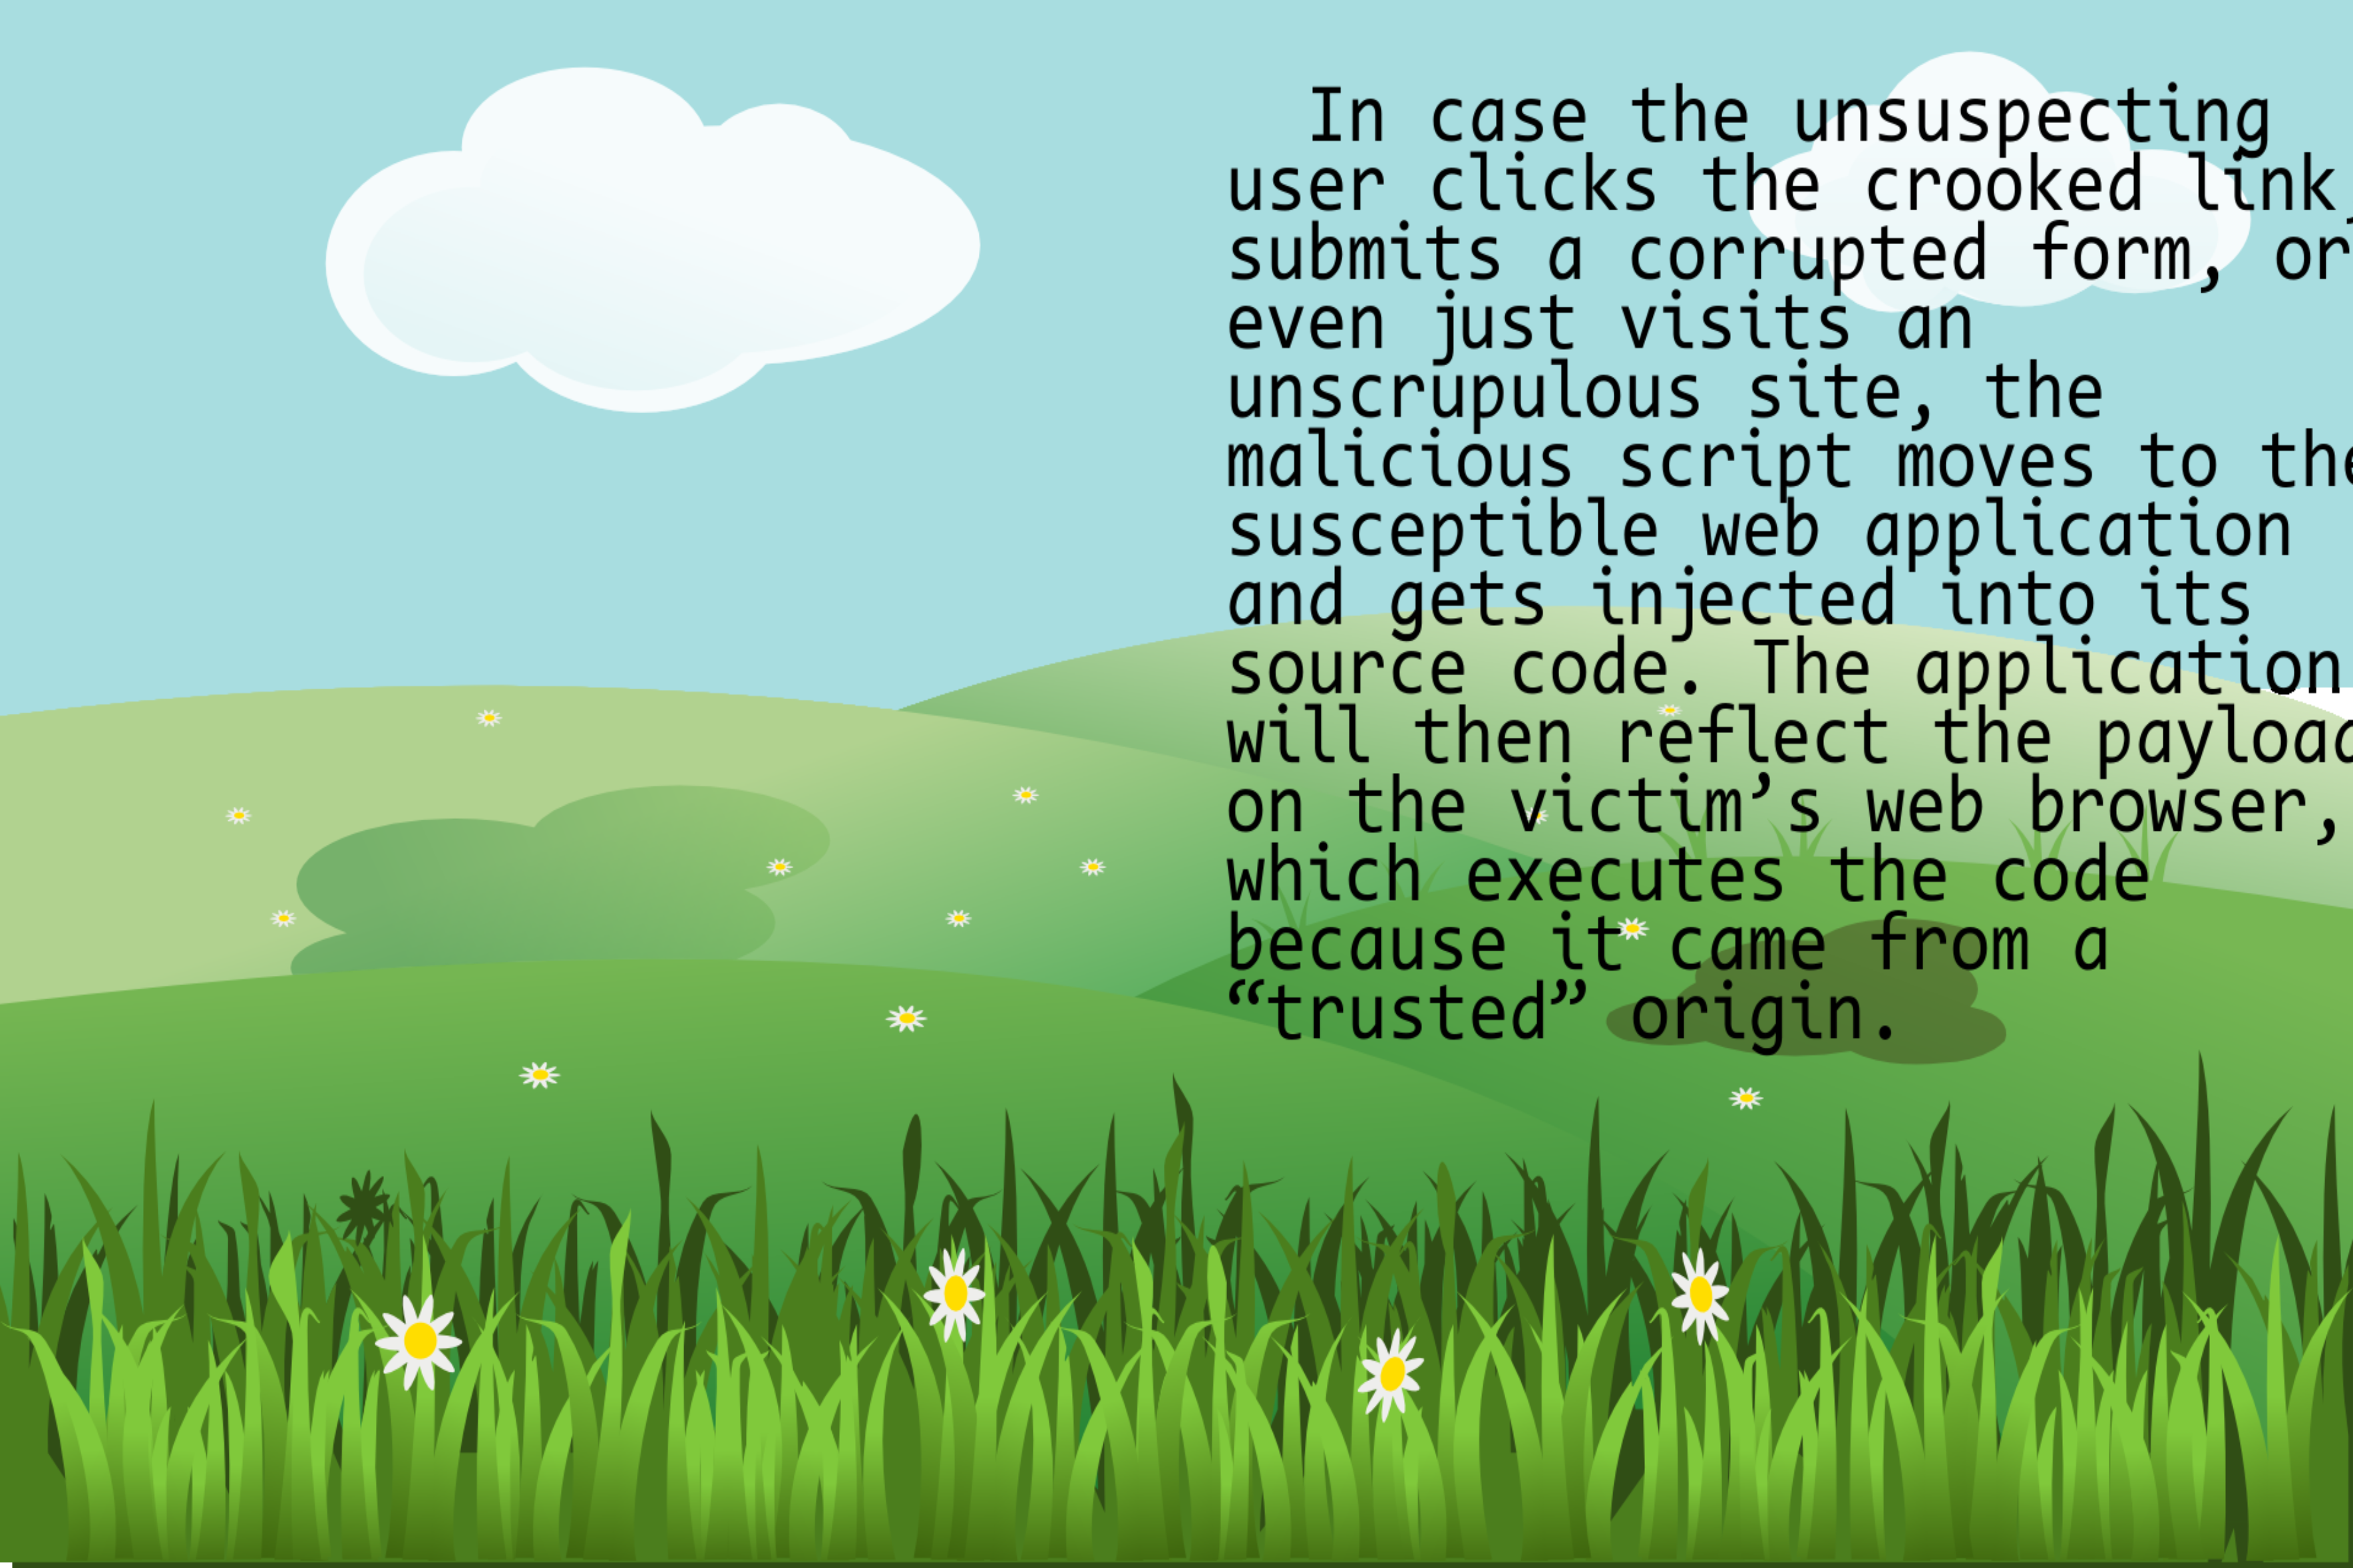 In case the unsuspecting
user clicks the crooked link,
submits a corrupted form, or
even just visits an
unscrupulous site, the
malicious script moves to the
susceptible web application
and gets injected into its
source code. The application
will then reflect the payload
on the victim’s web browser,
which executes the code
because it came from a
“trusted” origin.